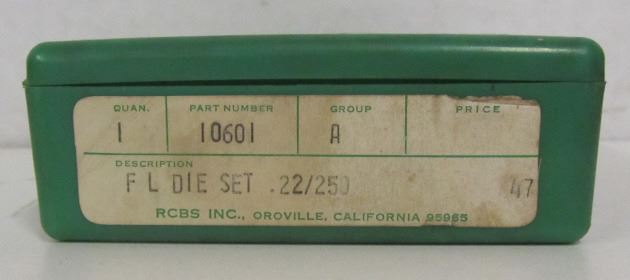 QUAN. PART NUMBER GROUP PRICE
1 10601 A
DESCRIPTION
F L DIE SET .22/250 47
RCBS INC., OROVILLE, CALIFORNIA 95965